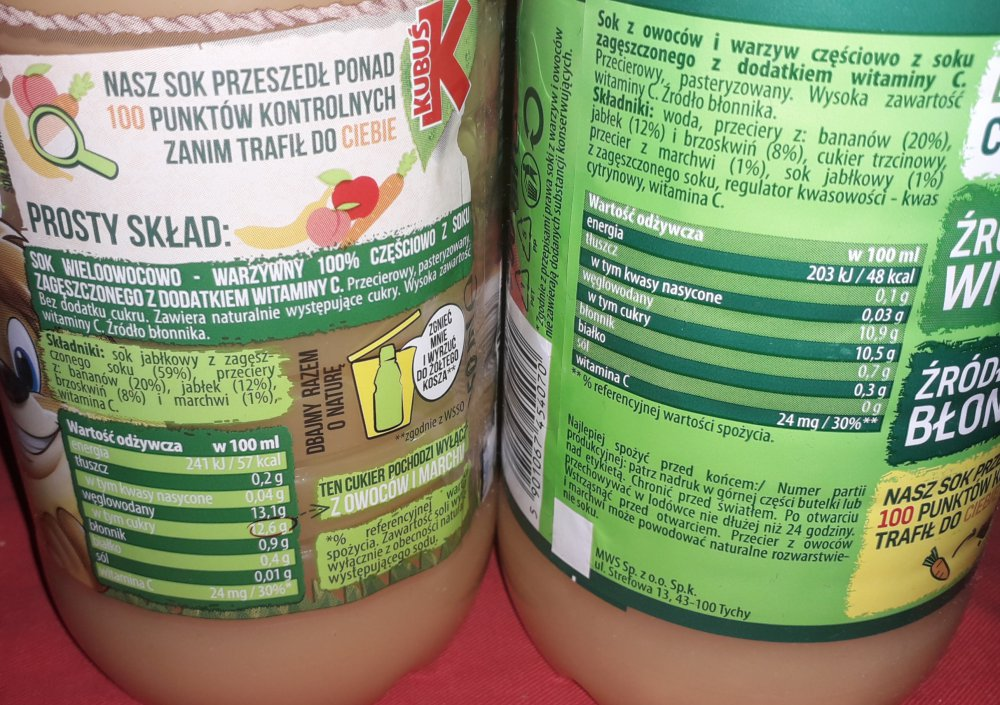 NASZ SOK PRZESZEDŁ PONAD
100 PUNKTÓW KONTROLNYCH
ZANIM TRAFIŁ DO CIEBIE
KUBUŚ
K
PROSTY SKŁAD:
SOK WIELOOWOCOWO - WARZYWNY 100% CZĘŚCIOWO Z SOKU
ZAGĘSZCZONEGO Z DODATKIEM WITAMINY C. Przecierowy, pasteryzowany.
Bez dodatku cukru. Zawiera naturalnie występujące cukry. Wysoka zawartość
witaminy C. Źródło błonnika.
Składniki: sok jabłkowy z zagęsz-
czonego soku (59%), przeciery
z: bananów (20%), jabłek (12%),
brzoskwiń (8%) i marchwi (1%),
witamina C.
DBAJMY RAZEM
O NATURĘ
ZGNIEĆ
MNIE
I WYRZUĆ
DO ŻÓŁTEGO
KOSZA**
**zgodnie z WSSO
Wartość odżywcza w 100 ml
energia 241 kJ / 57 kcal
tłuszcz 0,2 g
w tym kwasy nasycone 0,04 g
węglowodany 13,1g
w tym cukry 12,6 g
błonnik 0,9 g
białko 0,4 g
sól 0,01 g
witamina C 24 mg / 30%*
TEN CUKIER POCHODZI WYŁĄCZ
Z OWOCÓW I MARCH
*% referencyjnej
spożycia. Zawartość soli
wyłącznie z obecności
występującego sodu.
Sok z owoców i warzyw częściowo z soku
zagęszczonego z dodatkiem witaminy C.
Przecierowy, pasteryzowany. Wysoka zawartość
witaminy C. Źródło błonnika.
Składniki: woda, przeciery z: bananów (20%),
jabłek (12%) i brzoskwiń (8%), cukier trzcinowy,
przecier z marchwi (1%), sok jabłkowy (1%)
z zagęszczonego soku, regulator kwasowości - kwas
cytrynowy, witamina C.
*zgodnie z przepisami prawa soki z warzyw i owoców
nie zawierają dodanych substancji konserwujących.
Wartość odżywcza w 100 ml
energia 203 kJ / 48 kcal
tłuszcz 0,1 g
w tym kwasy nasycone 0,03 g
węglowodany 10,9 g
w tym cukry 10,5 g
błonnik 0,7 g
białko 0,3 g
sól 0 g
witamina C 24 mg / 30%**
**% referencyjnej wartości spożycia.
5 901067 454070
Najlepiej spożyć przed końcem:/ Numer partii
produkcyjnej: patrz nadruk w górnej części butelki lub
nad etykietą. Chronić przed światłem. Po otwarciu
przechowywać w lodówce nie dłużej niż 24 godziny.
Wstrząsnąć przed otwarciem. Przecier z owoców
i marchwi może powodować naturalne rozwarstwie-
nie soku.
MWS Sp. z o.o. Sp.k.
ul. Strefowa 13, 43-100 Tychy
ŹRÓD
BŁON
NASZ SOK PRZE
100 PUNKTÓW
TRAFIŁ DO CIE